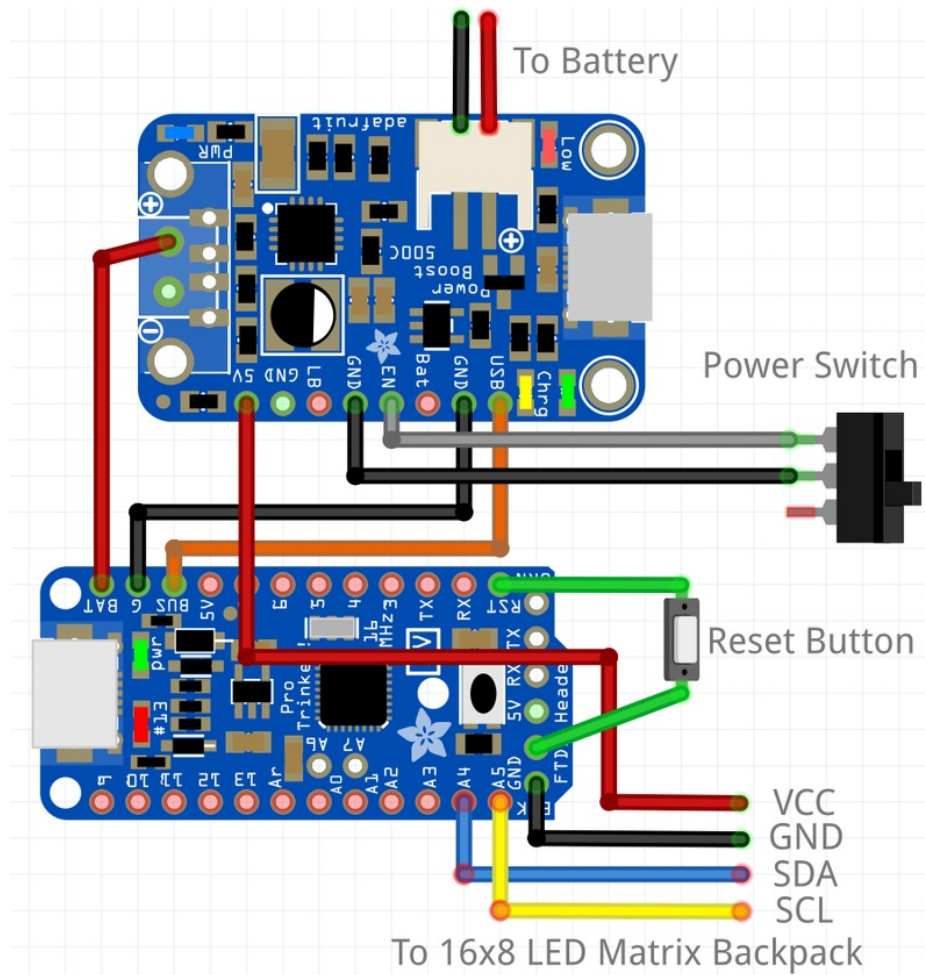 To Battery
adafruit
PWR
Low
500C
Boost
Power
5V
GND
LB
GND
EN
Bat
GND
USB
Chrg
Power Switch
BAT
G
BUS
5V
6
5
4
3
TX
RX
RST
16
MHz
pwr
#13
Pro
Trinket
TX
RX
5V
GND
FTDI
Heade
Reset Button
A6
A7
9
10
11
12
13
Ar
A0
A1
A2
A3
A4
A5
VCC
GND
SDA
SCL
To 16x8 LED Matrix Backpack